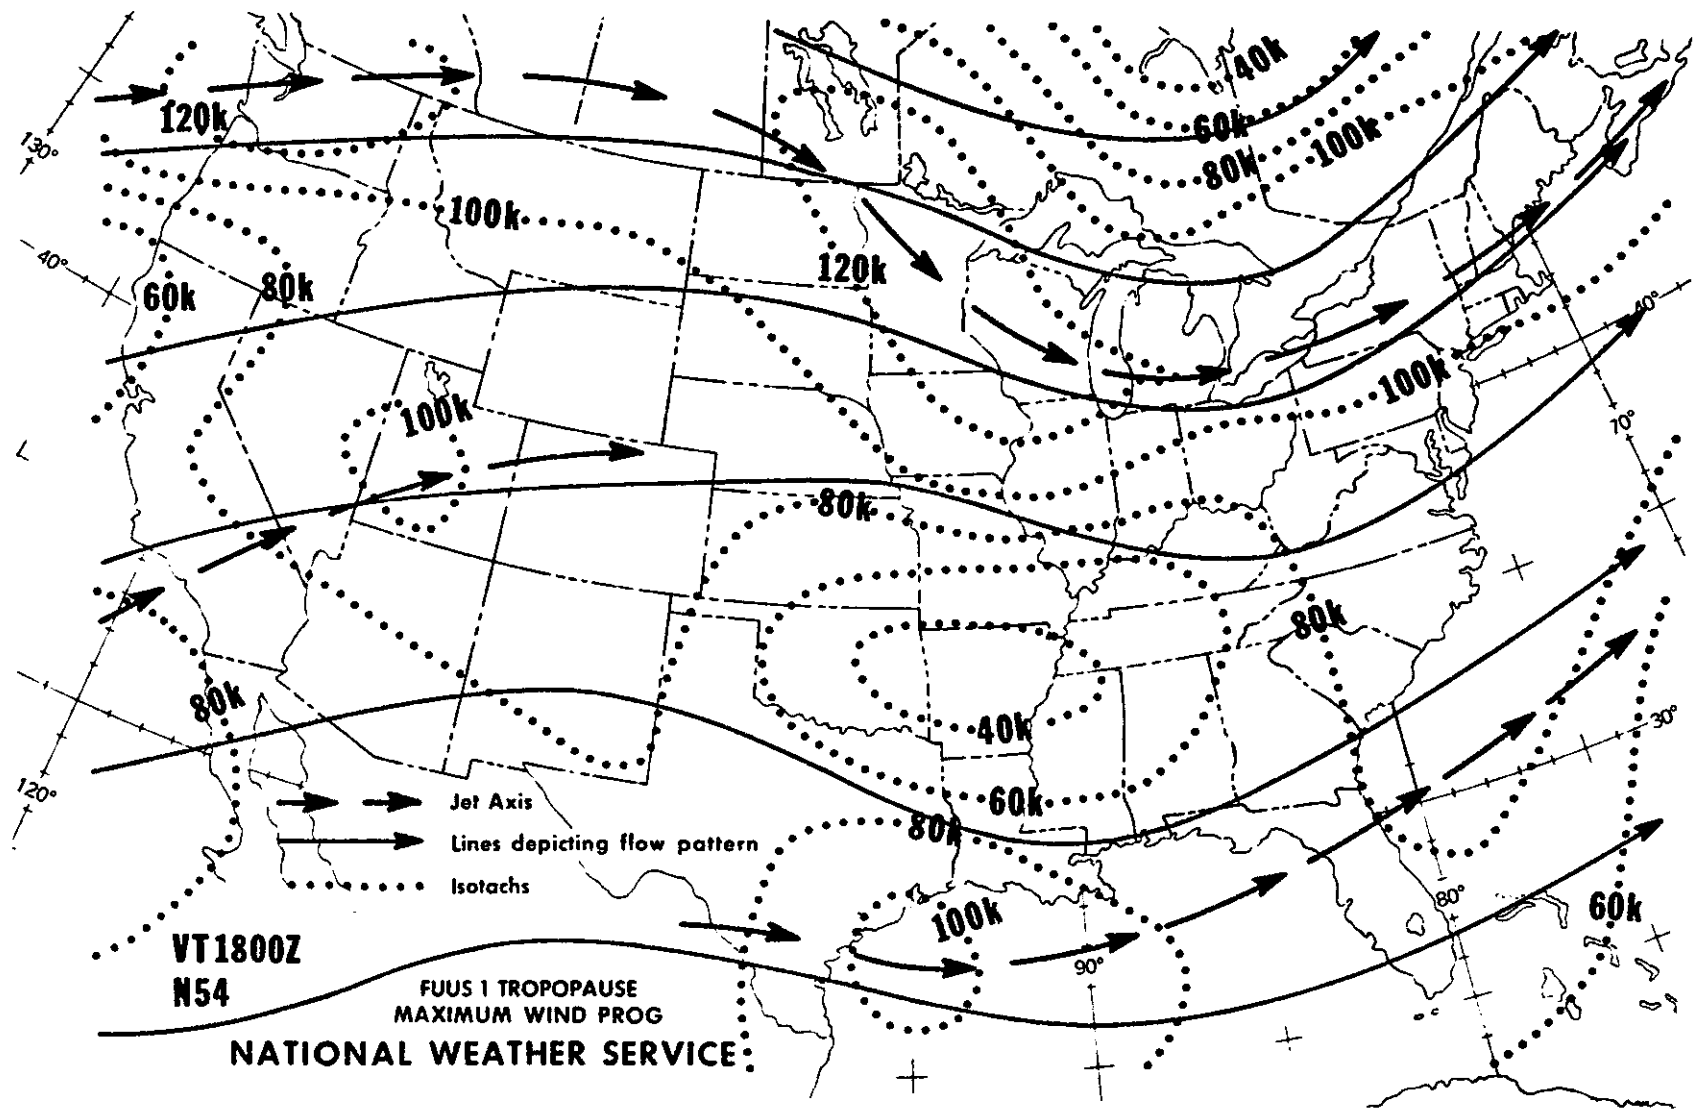 40k
120k
60k
100k
130°
80k
100k
120k
40°
80k
60k
40°
100k
100k
70°
L
80k
80k
80k
30°
40k
120°
60k
Jet Axis
80k
Lines depicting flow pattern
Isotachs
80°
100k
60k
VT1800Z
90°
N54
FUUS 1 TROPOPAUSE
MAXIMUM WIND PROG
NATIONAL WEATHER SERVICE